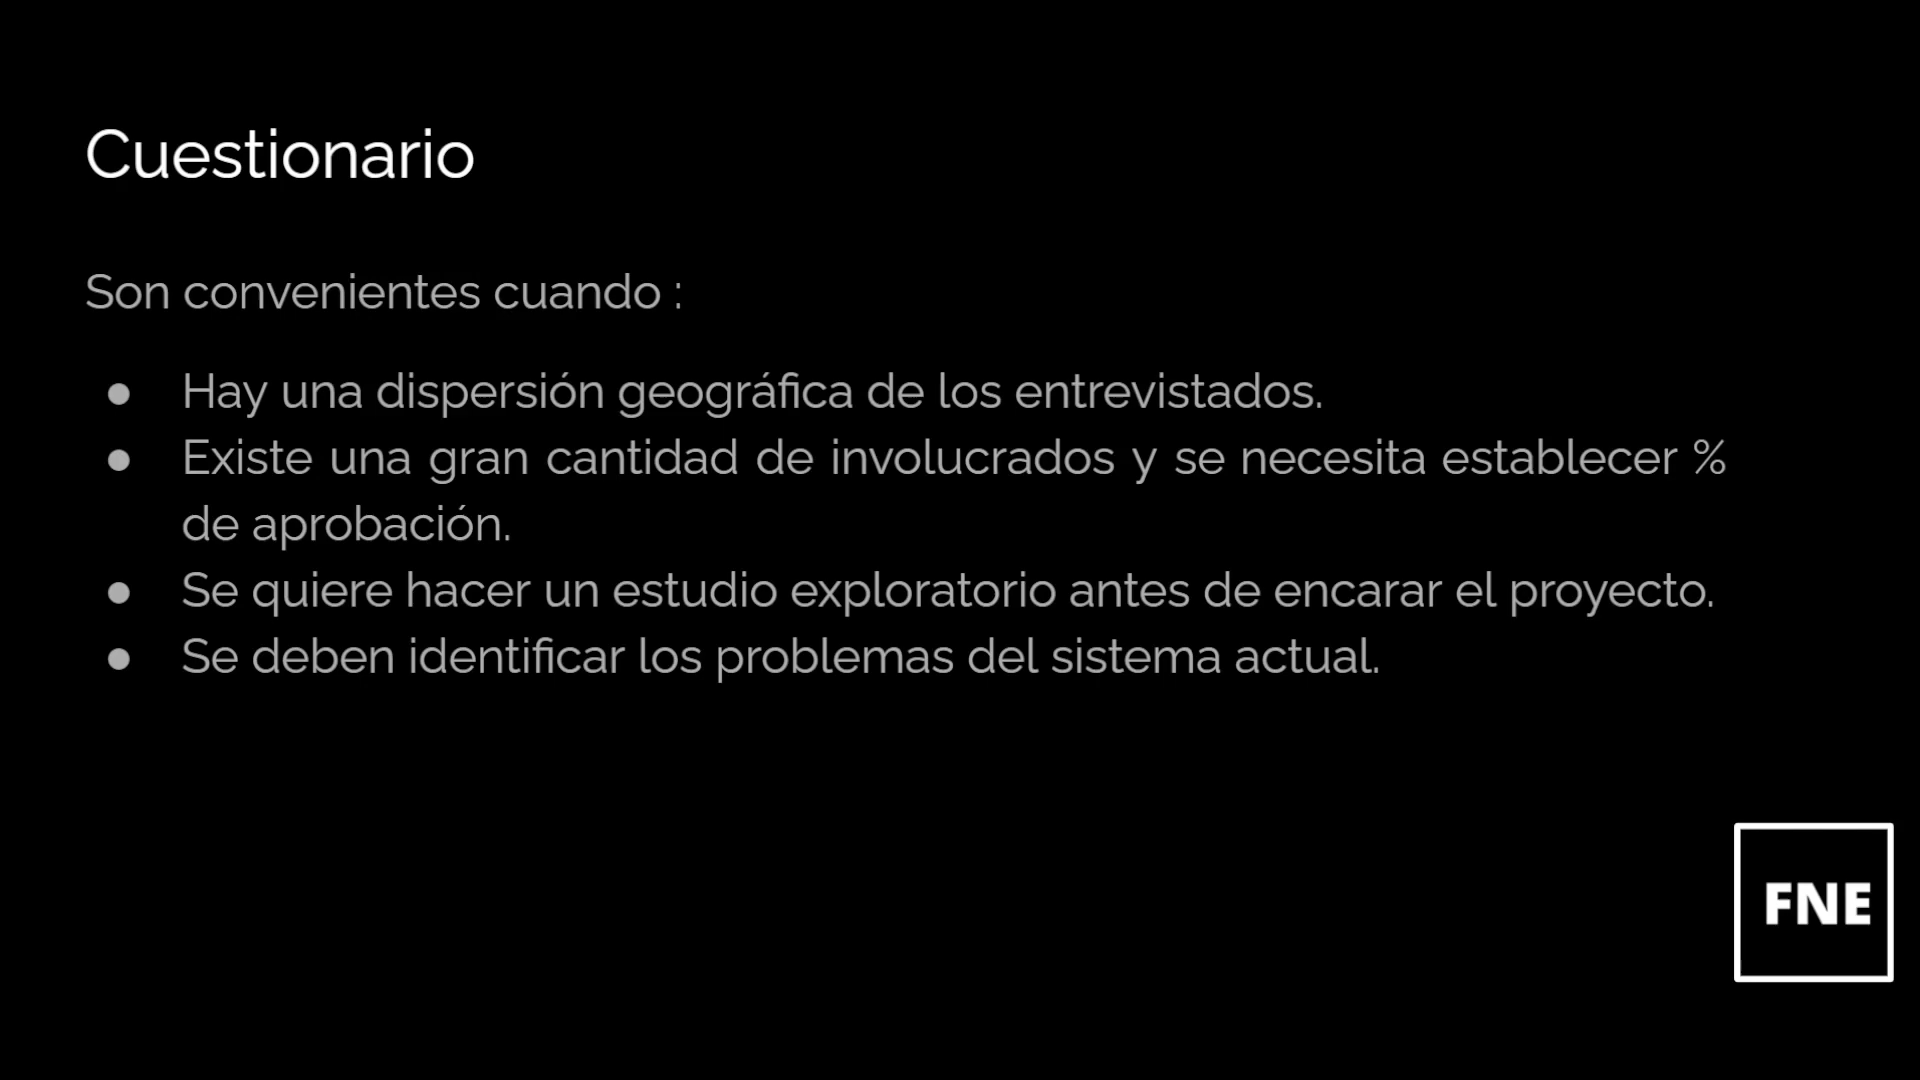 Cuestionario
Son convenientes cuando :
● Hay una dispersión geográfica de los entrevistados.
● Existe una gran cantidad de involucrados y se necesita establecer %
de aprobación.
● Se quiere hacer un estudio exploratorio antes de encarar el proyecto.
● Se deben identificar los problemas del sistema actual.
FNE